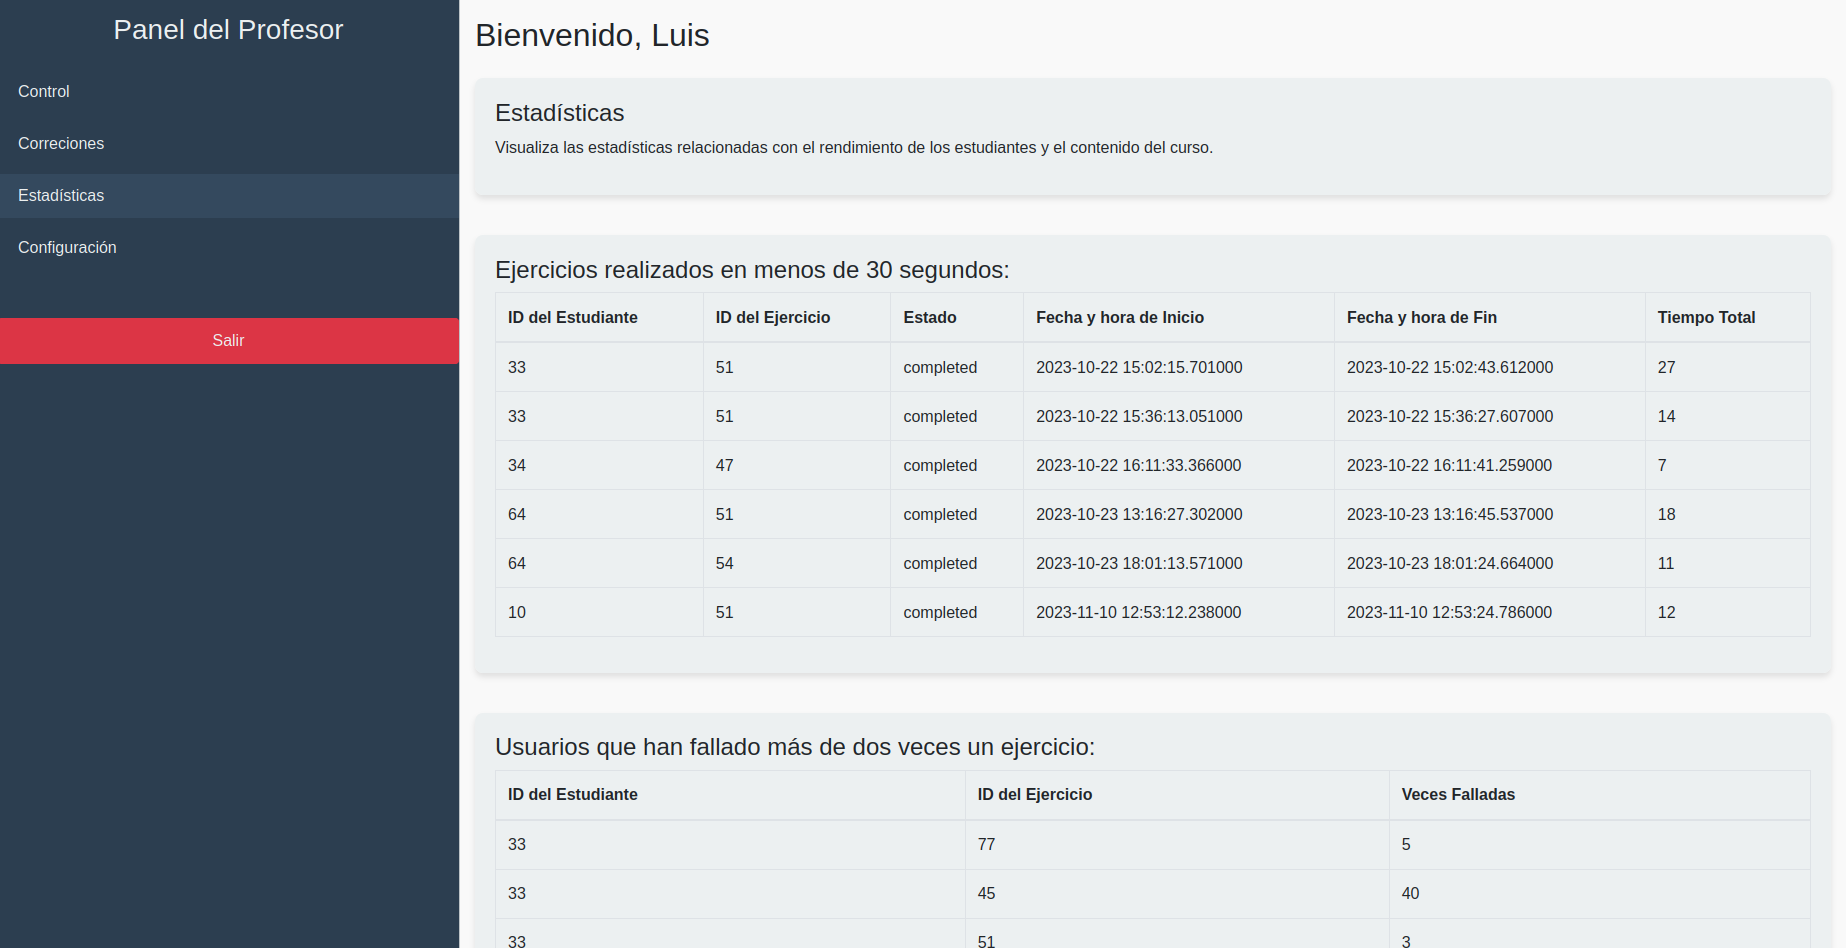 Panel del Profesor
Control
Correciones
Estadísticas
Configuración
Salir
Bienvenido, Luis
Estadísticas
Visualiza las estadísticas relacionadas con el rendimiento de los estudiantes y el contenido del curso.
Ejercicios realizados en menos de 30 segundos:
ID del Estudiante ID del Ejercicio Estado Fecha y hora de Inicio Fecha y hora de Fin Tiempo Total
33 51 completed 2023-10-22 15:02:15.701000 2023-10-22 15:02:43.612000 27
33 51 completed 2023-10-22 15:36:13.051000 2023-10-22 15:36:27.607000 14
34 47 completed 2023-10-22 16:11:33.366000 2023-10-22 16:11:41.259000 7
64 51 completed 2023-10-23 13:16:27.302000 2023-10-23 13:16:45.537000 18
64 54 completed 2023-10-23 18:01:13.571000 2023-10-23 18:01:24.664000 11
10 51 completed 2023-11-10 12:53:12.238000 2023-11-10 12:53:24.786000 12
Usuarios que han fallado más de dos veces un ejercicio:
ID del Estudiante ID del Ejercicio Veces Falladas
33 77 5
33 45 40
33 51 3